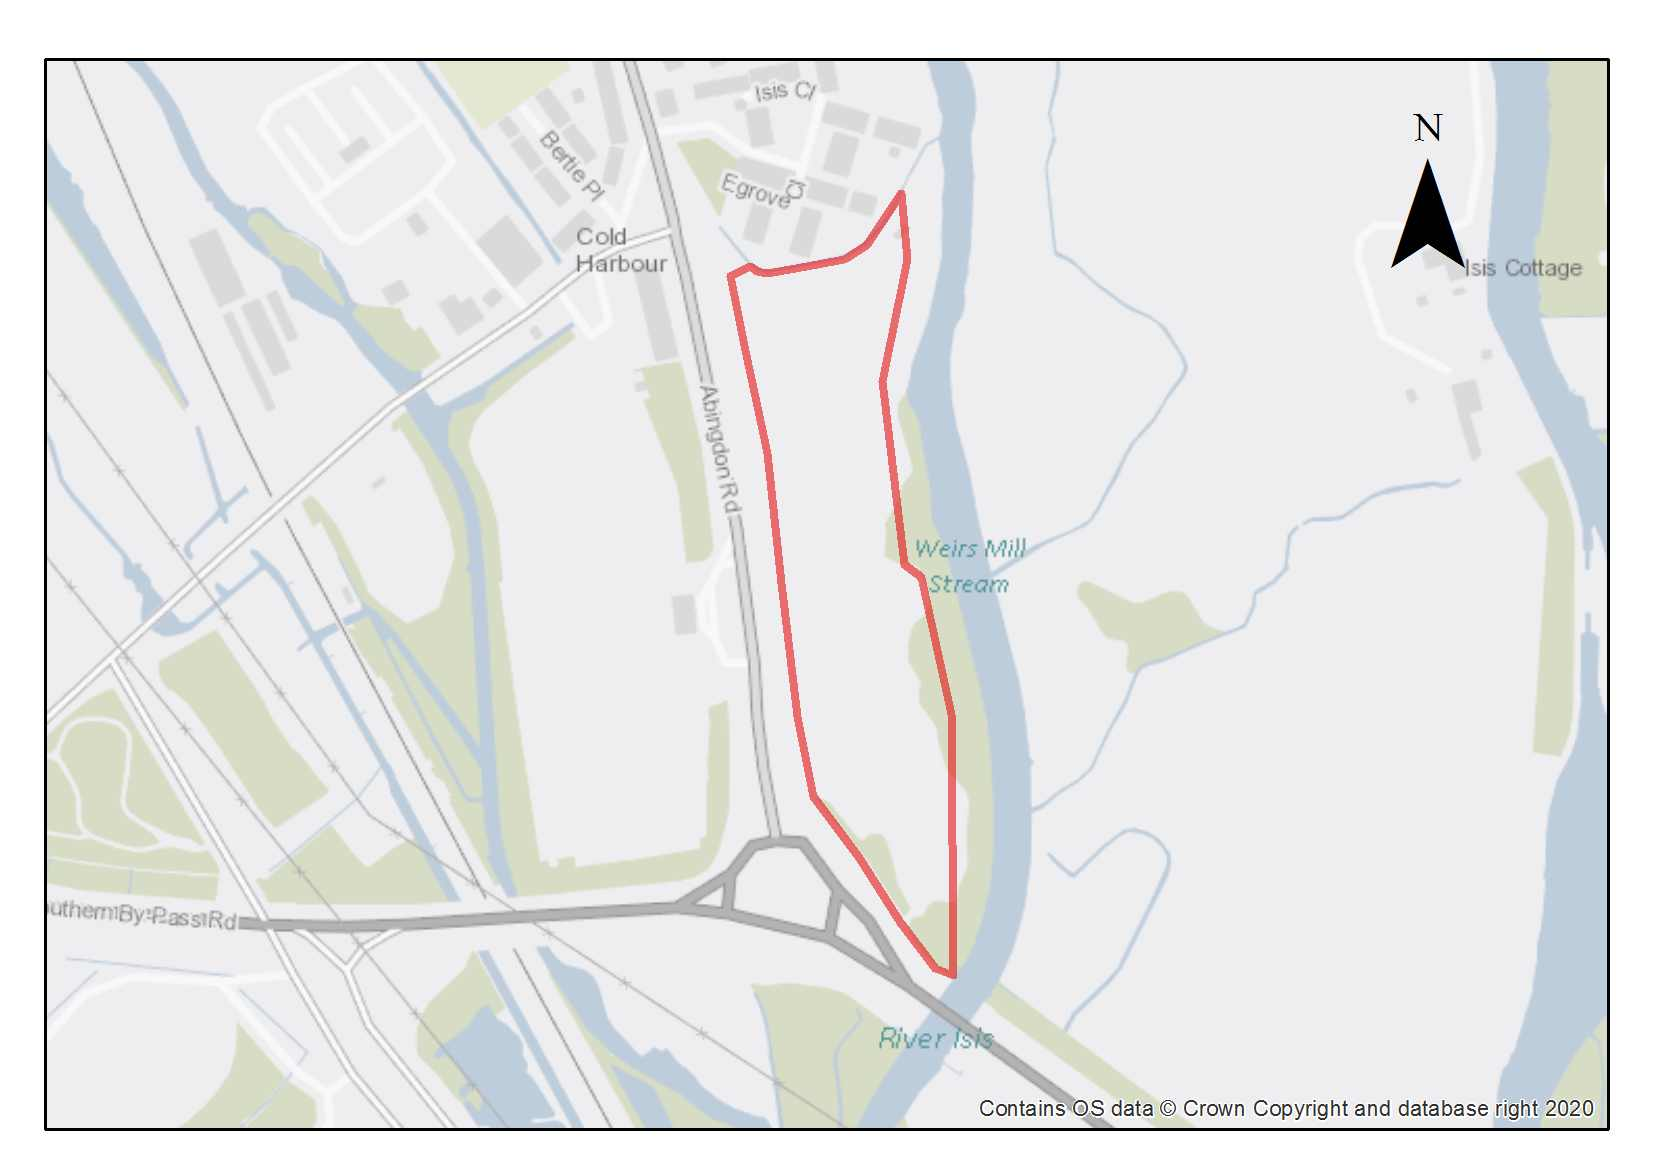 Isis Cl
N
Bertie Pl
Egrove Cl
Cold
Harbour
Isis Cottage
Abingdon Rd
Weirs Mill
Stream
By-Pass Rd
River Isis
Contains OS data © Crown Copyright and database right 2020